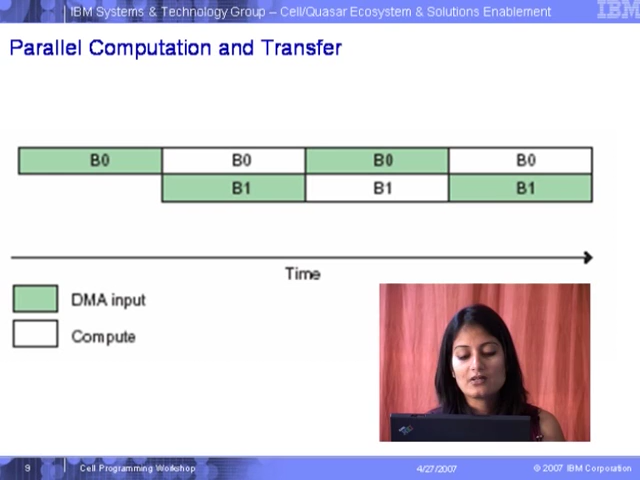 IBM Systems & Technology Group – Cell/Quasar Ecosystem & Solutions Enablement
IBM
Parallel Computation and Transfer
B0 B0 B0 B0
B1 B1 B1
Time
DMA input
Compute
9 Cell Programming Workshop 4/27/2007 © 2007 IBM Corporation